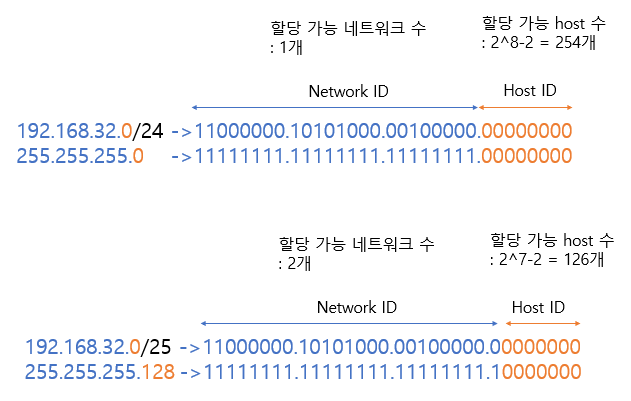 할당 가능 네트워크 수
: 1개
할당 가능 host 수
: 2^8-2 = 254개
Network ID
Host ID
192.168.32.0/24 ->11000000.10101000.00100000.00000000
255.255.255.0 ->11111111.11111111.11111111.00000000
할당 가능 네트워크 수
: 2개
할당 가능 host 수
: 2^7-2 = 126개
Network ID
Host ID
192.168.32.0/25 ->11000000.10101000.00100000.00000000
255.255.255.128 ->11111111.11111111.11111111.10000000